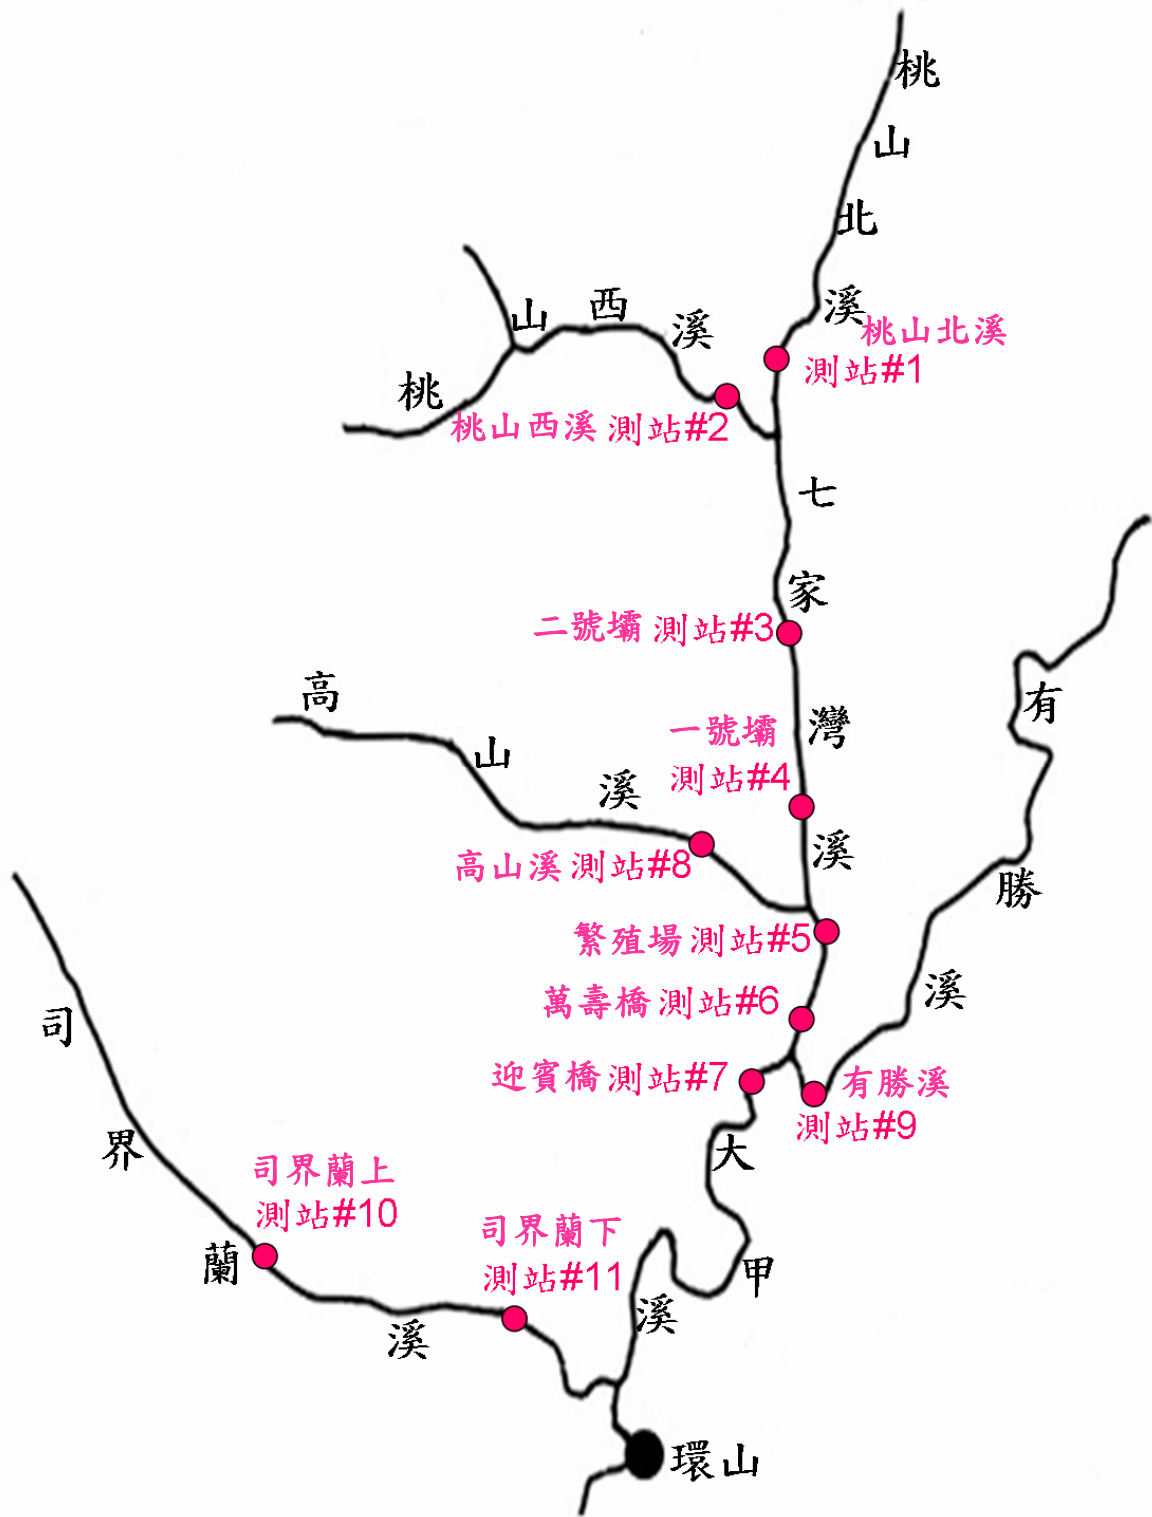 桃山北溪
桃山北溪
測站#1
桃山西溪
桃山西溪 測站#2
七家灣溪
二號壩 測站#3
一號壩
測站#4
高山溪
高山溪 測站#8
有勝溪
繁殖場 測站#5
萬壽橋 測站#6
迎賓橋 測站#7
有勝溪
測站#9
大甲溪
司界蘭溪
司界蘭上
測站#10
司界蘭下
測站#11
環山